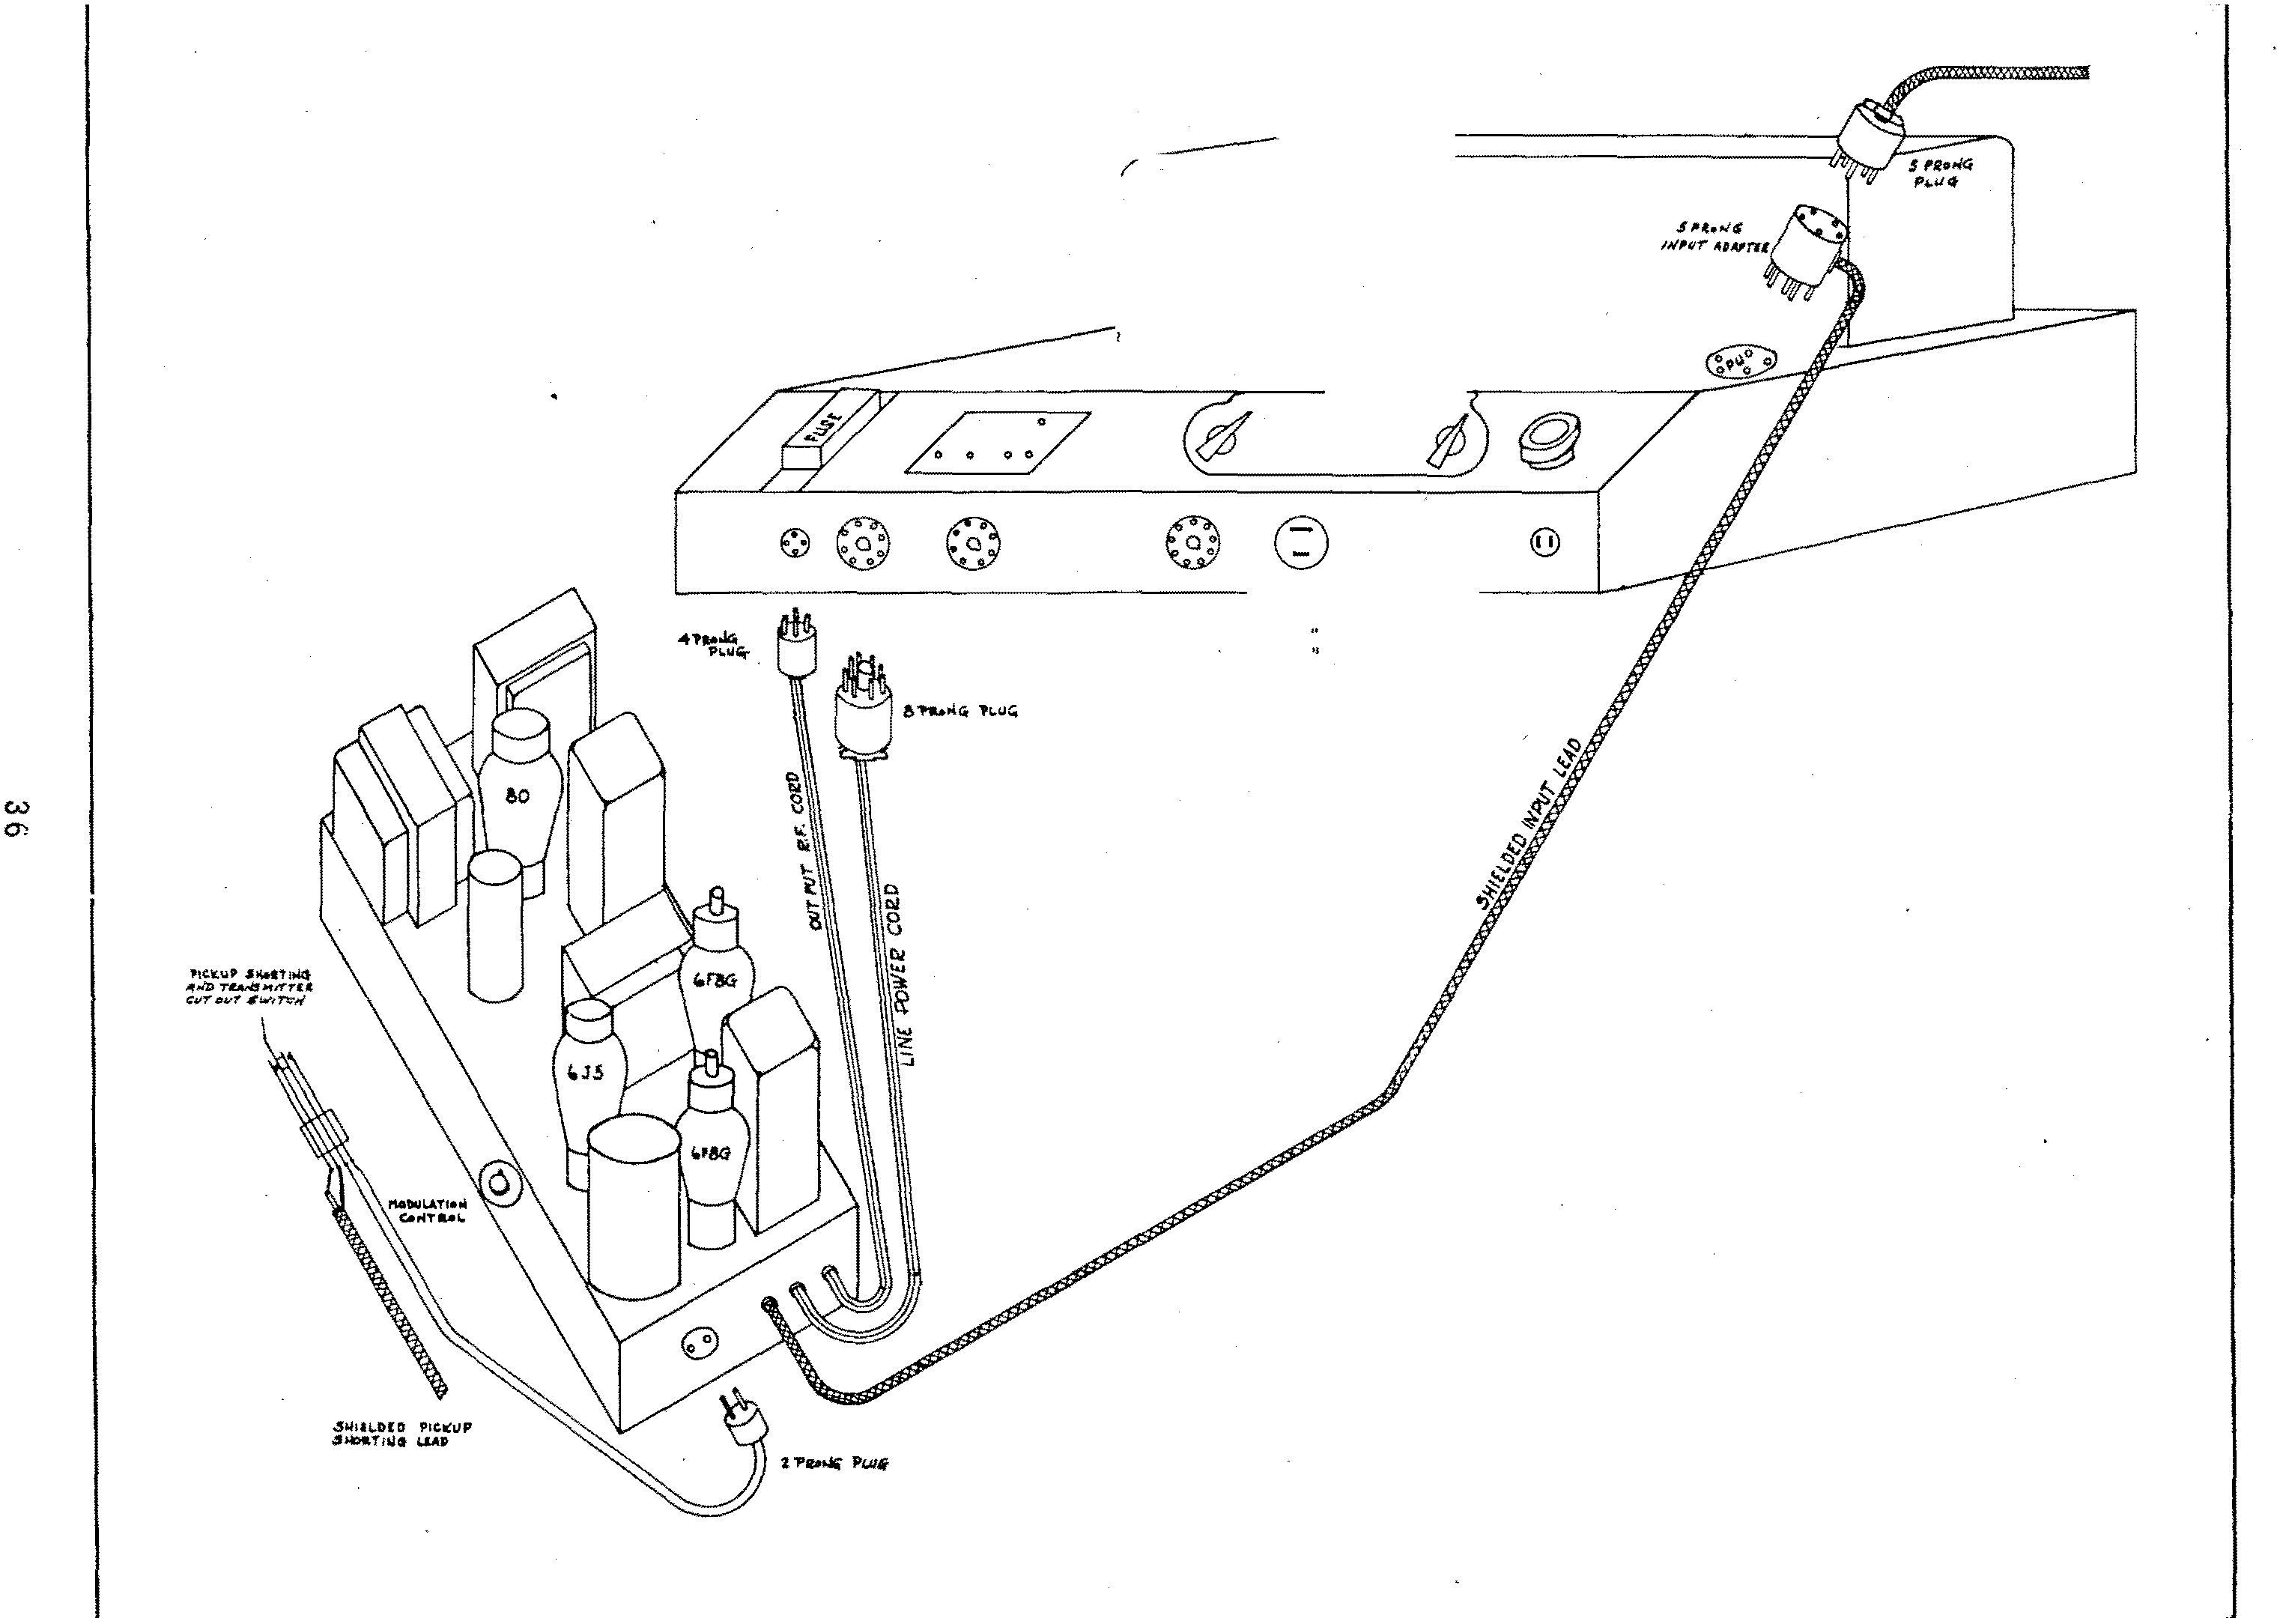 5 PRONG
PLUG
5 PRONG
INPUT ADAPTER
PU
FUSE
4 PRONG
PLUG
8 PRONG PLUG
80
OUTPUT R.F. CORD
LINE POWER CORD
SHIELDED INPUT LEAD
36
6F8G
PICKUP SHORTING
AND TRANSMITTER
CUT OUT SWITCH
6J5
6F8G
MODULATION
CONTROL
SHIELDED PICKUP
SHORTING LEAD
2 PRONG PLUG